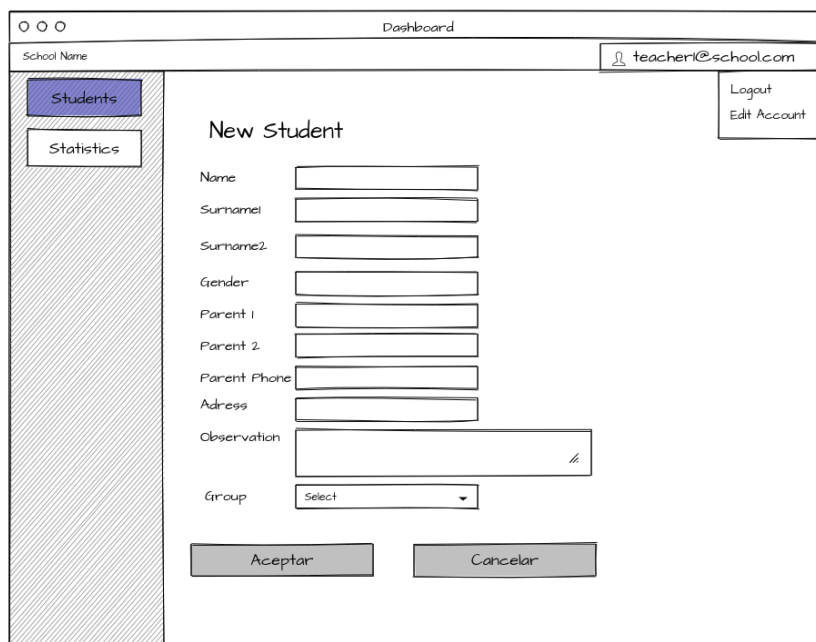 Dashboard
School Name
teacher1@school.com
Logout
Edit Account
Students
Statistics
New Student
Name
Surname1
Surname2
Gender
Parent 1
Parent 2
Parent Phone
Adress
Observation
Group
Select
Aceptar
Cancelar